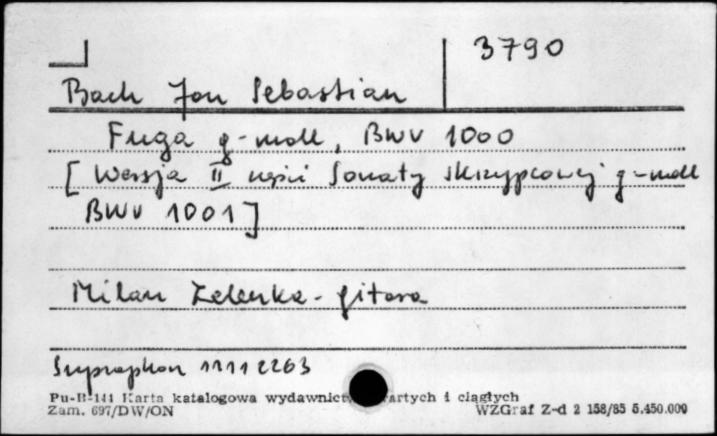 3790
Bach Jan Sebastian
Fuga g-moll, BWV 1000
[Wersja II części Sonaty skrzypcowej g-moll
BWV 1001]
Milan Zelenka - gitara
Supraphon 1111 2263
Pu-B-141 Karta katalogowa wydawnict artych i ciągłych
Zam. 697/DW/ON WZGraf Z-d 2 158/85 5.450.000